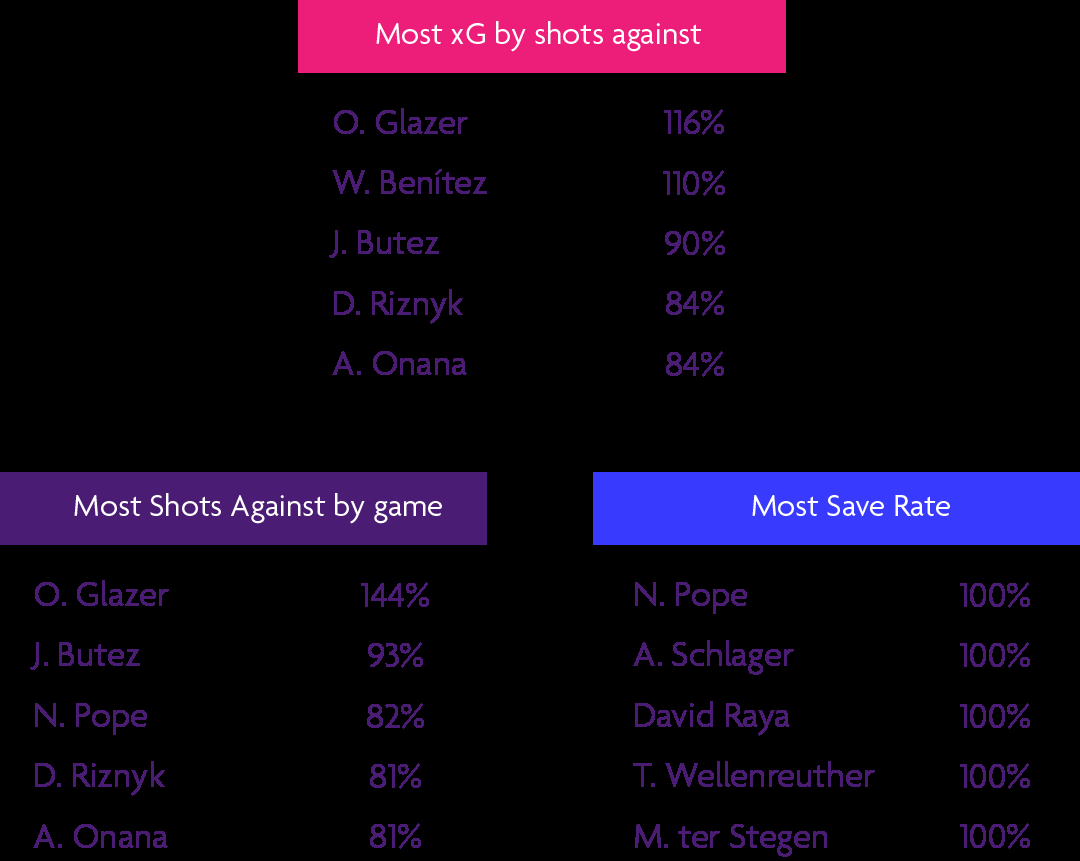 Most xG by shots against
O. Glazer 116%
W. Benítez 110%
J. Butez 90%
D. Riznyk 84%
A. Onana 84%
Most Shots Against by game
O. Glazer 144%
J. Butez 93%
N. Pope 82%
D. Riznyk 81%
A. Onana 81%
Most Save Rate
N. Pope 100%
A. Schlager 100%
David Raya 100%
T. Wellenreuther 100%
M. ter Stegen 100%